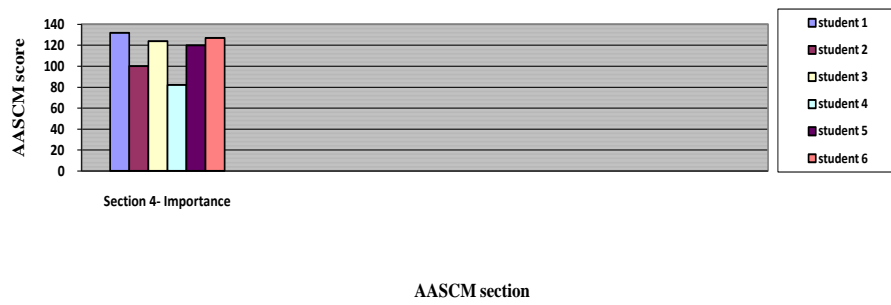 AASCM score
140
120
100
80
60
40
20
0
Section 4- Importance
AASCM section
student 1
student 2
student 3
student 4
student 5
student 6